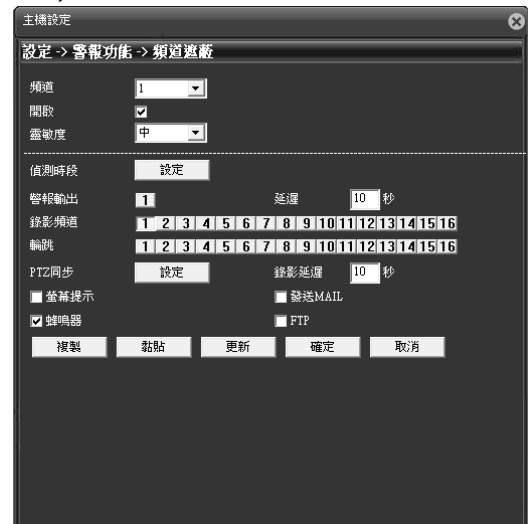 主機設定
設定 -> 警報功能 -> 頻道遮蔽
頻道 1
開啟
靈敏度 中
偵測時段 設定
警報輸出 1 延遲 10 秒
錄影頻道 1 2 3 4 5 6 7 8 9 10 11 12 13 14 15 16
輪跳 1 2 3 4 5 6 7 8 9 10 11 12 13 14 15 16
PTZ同步 設定 錄影延遲 10 秒
螢幕提示 發送MAIL
蜂鳴器 FTP
複製 黏貼 更新 確定 取消